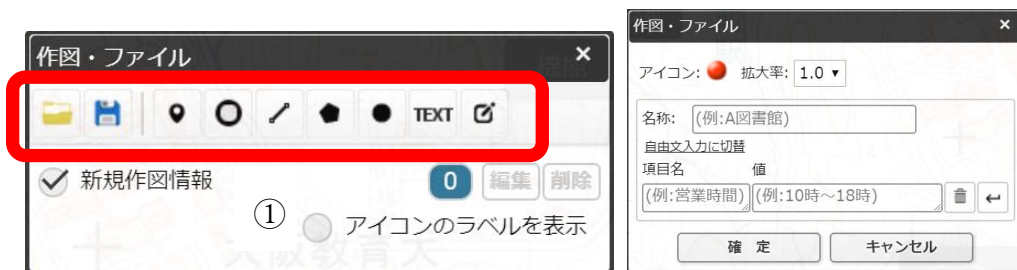 作図・ファイル ×
TEXT
新規作図情報 0 編集 削除
① アイコンのラベルを表示
作図・ファイル ×
アイコン: 拡大率: 1.0 ▾
名称: (例:A図書館)
自由文入力に切替
項目名 値
(例:営業時間) (例:10時～18時)
確 定 キャンセル